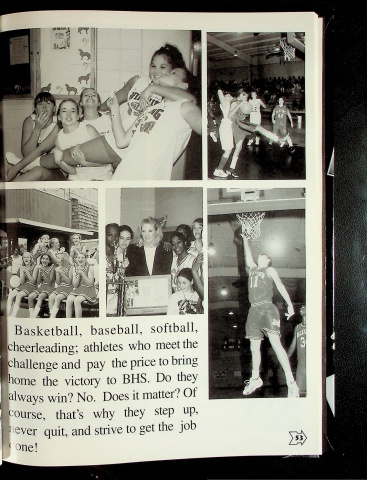 Basketball, baseball, softball,
cheerleading; athletes who meet the
challenge and pay the price to bring
home the victory to BHS. Do they
always win? No. Does it matter? Of
course, that's why they step up,
never quit, and strive to get the job
done!
53